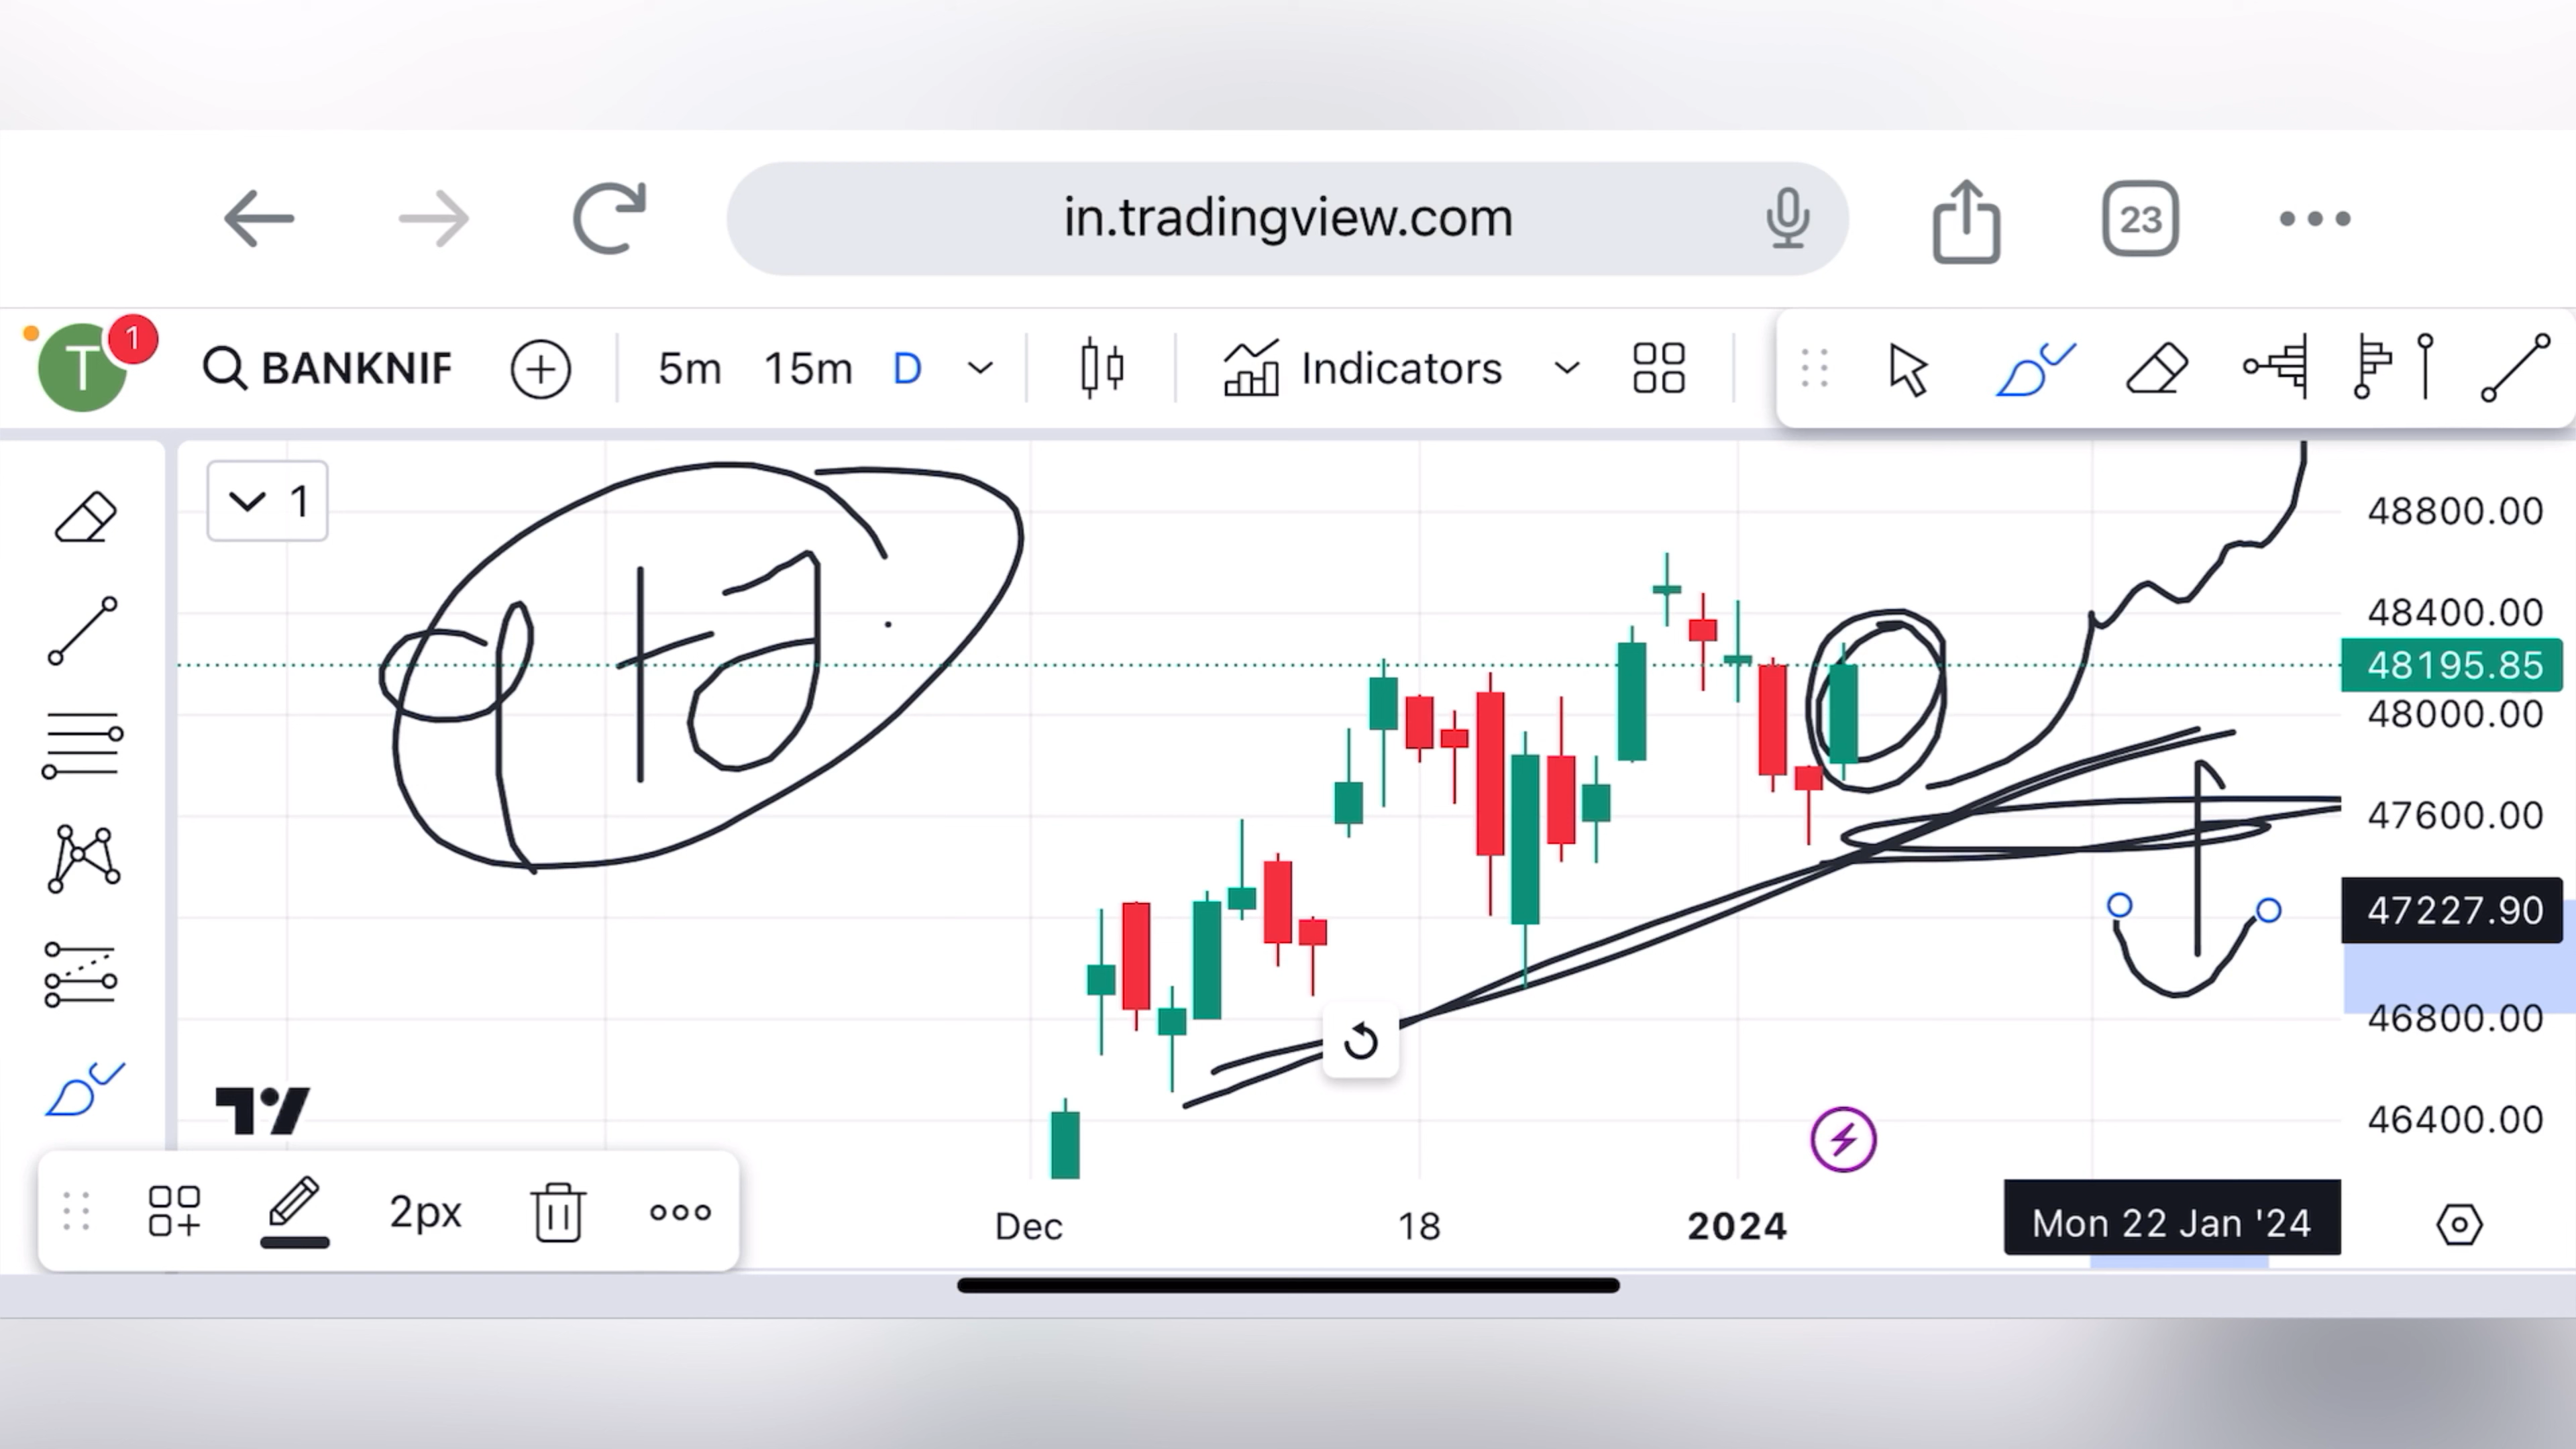 in.tradingview.com
23
T
1
BANKNIF
5m
15m
D
Indicators
1
48800.00
48400.00
48195.85
48000.00
47600.00
47227.90
46800.00
46400.00
Dec
18
2024
Mon 22 Jan '24
2px